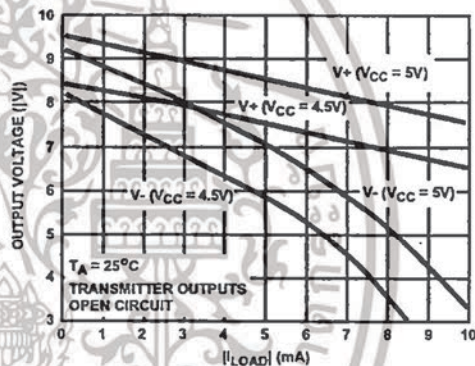 OUTPUT VOLTAGE (|V|)
10
9
8
7
6
5
4
3
V+ (VCC = 5V)
V+ (VCC = 4.5V)
V- (VCC = 4.5V)
V- (VCC = 5V)
TA = 25°C
TRANSMITTER OUTPUTS
OPEN CIRCUIT
0 1 2 3 4 5 6 7 8 9 10
|ILOAD| (mA)